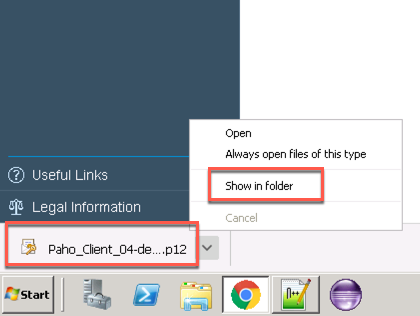 Open
Always open files of this type
Show in folder
Cancel
Useful Links
Legal Information
Paho_Client_04-de....p12
Start
N++